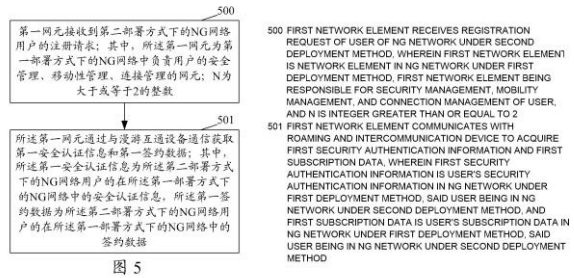 500
第一网元接收到第二部署方式下的NG网络
用户的注册请求；其中，所述第一网元为第
一部署方式下的NG网络中负责用户的安全
管理、移动性管理、连接管理的网元；N为
大于或等于2的整数
501
所述第一网元通过与漫游互通设备通信获取
第一安全认证信息和第一签约数据；其中，
所述第一安全认证信息为所述第二部署方式
下的NG网络用户的在所述第一部署方式下
的NG网络中的安全认证信息，所述第一签
约数据为所述第二部署方式下的NG网络用
户的在所述第一部署方式下的NG网络中的
签约数据
图 5
500 FIRST NETWORK ELEMENT RECEIVES REGISTRATION
REQUEST OF USER OF NG NETWORK UNDER SECOND
DEPLOYMENT METHOD, WHEREIN FIRST NETWORK ELEMENT
IS NETWORK ELEMENT IN NG NETWORK UNDER FIRST
DEPLOYMENT METHOD, FIRST NETWORK ELEMENT BEING
RESPONSIBLE FOR SECURITY MANAGEMENT, MOBILITY
MANAGEMENT, AND CONNECTION MANAGEMENT OF USER,
AND N IS INTEGER GREATER THAN OR EQUAL TO 2
501 FIRST NETWORK ELEMENT COMMUNICATES WITH
ROAMING AND INTERCOMMUNICATION DEVICE TO ACQUIRE
FIRST SECURITY AUTHENTICATION INFORMATION AND FIRST
SUBSCRIPTION DATA, WHEREIN FIRST SECURITY
AUTHENTICATION INFORMATION IS USER'S SECURITY
AUTHENTICATION INFORMATION IN NG NETWORK UNDER
FIRST DEPLOYMENT METHOD, SAID USER BEING IN NG
NETWORK UNDER SECOND DEPLOYMENT METHOD, AND
FIRST SUBSCRIPTION DATA IS USER'S SUBSCRIPTION DATA IN
NG NETWORK UNDER FIRST DEPLOYMENT METHOD, SAID
USER BEING IN NG NETWORK UNDER SECOND DEPLOYMENT
METHOD